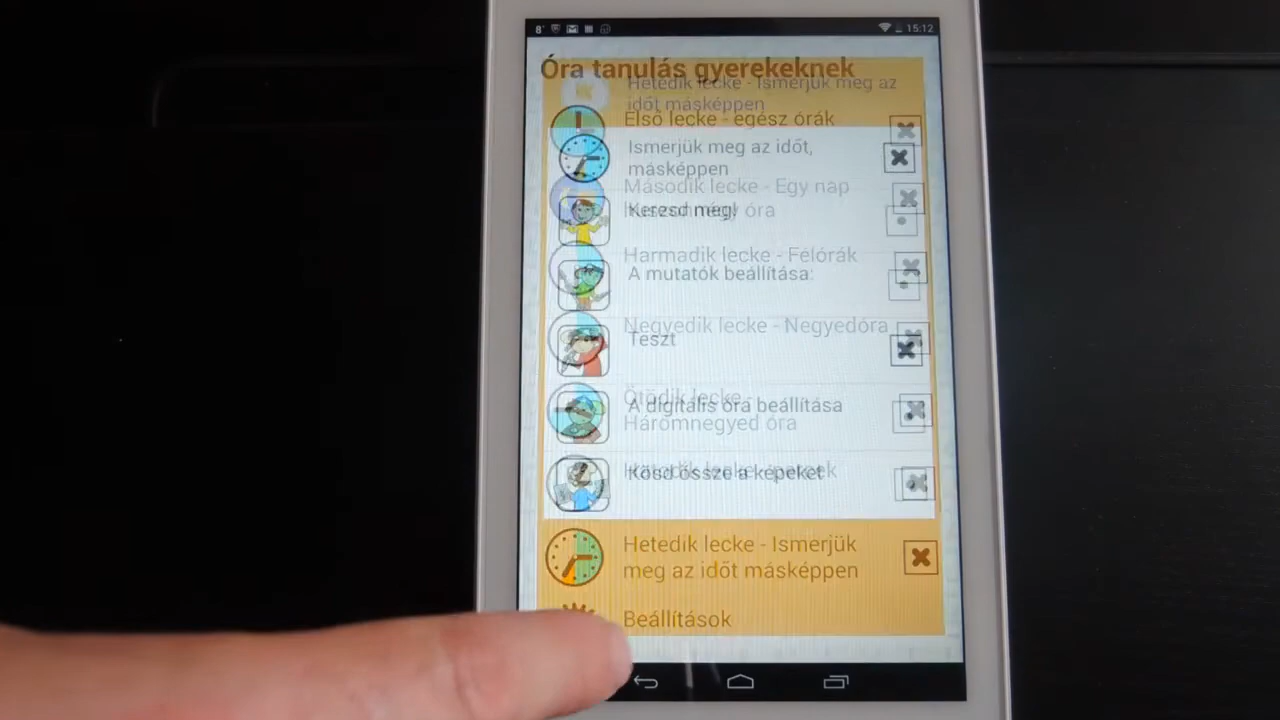 8°
15:12
Óra tanulás gyerekeknek
Hetedik lecke - Ismerjük meg az
időt másképpen
Első lecke - egész órák
Ismerjük meg az időt,
másképpen
Második lecke - Egy nap
Keresd meg!
óra
Harmadik lecke - Félórák
A mutatók beállítása
Negyedik lecke - Negyedóra
Teszt
Ötödik lecke
A digitális óra beállítása
Háromnegyed óra
Kösd össze a képeket
Hetedik lecke - Ismerjük
meg az időt másképpen
Beállítások